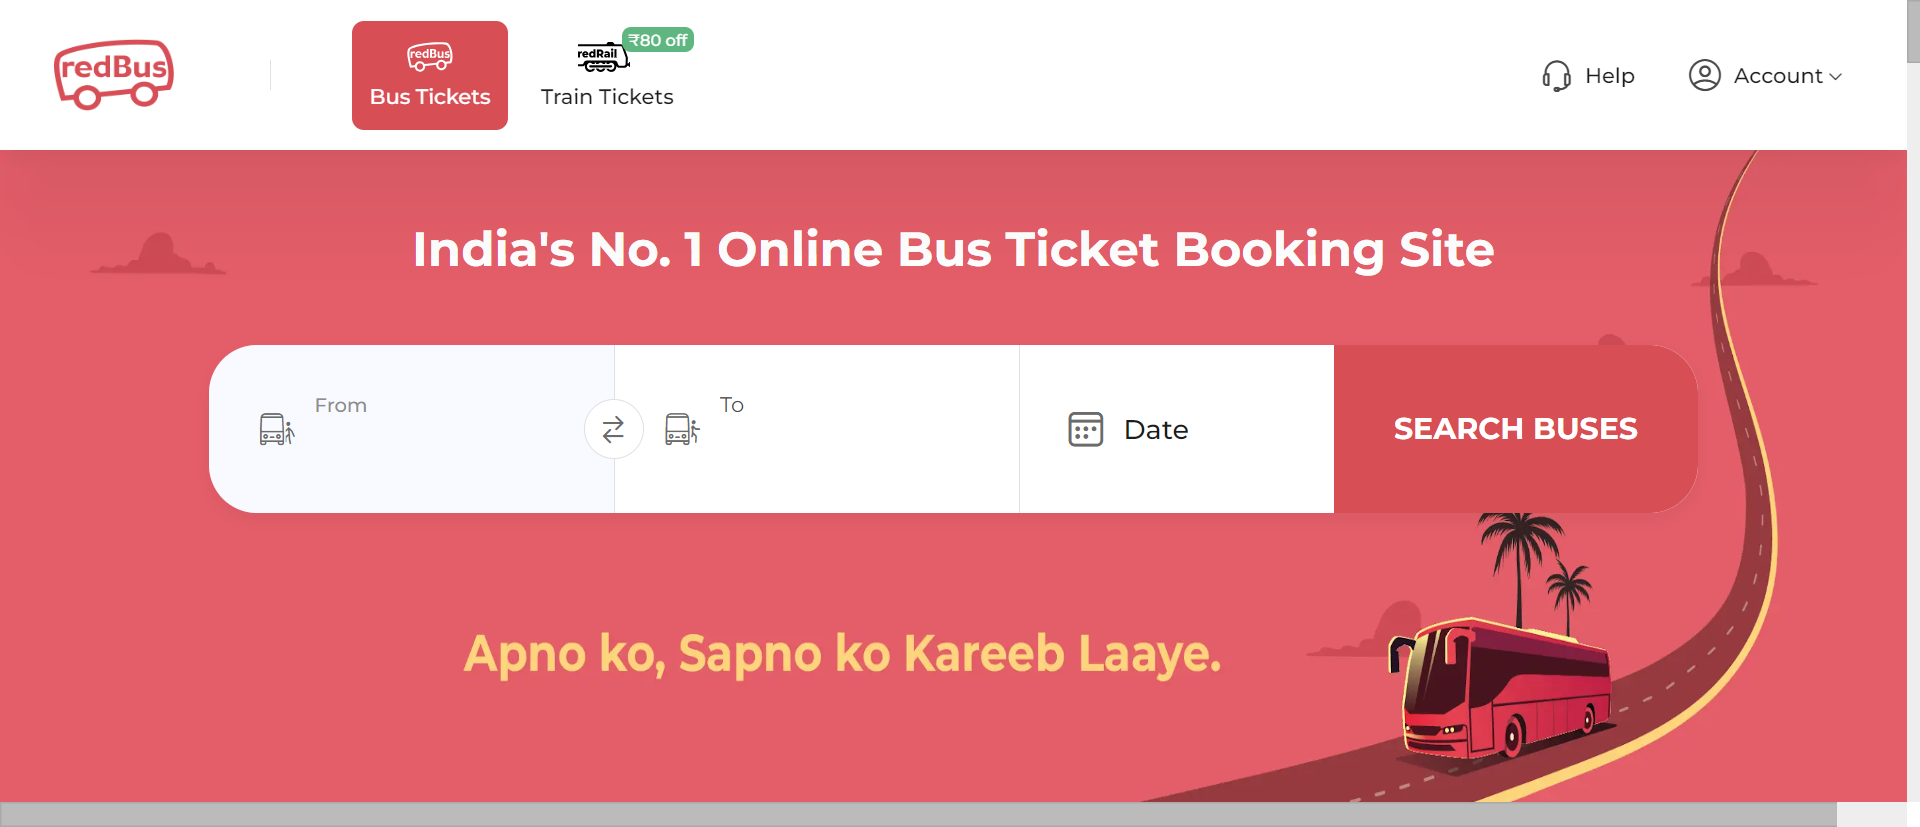 redBus
redBus
Bus Tickets
redRail
₹80 off
Train Tickets
Help
Account
India's No. 1 Online Bus Ticket Booking Site
From
To
Date
SEARCH BUSES
Apno ko, Sapno ko Kareeb Laaye.